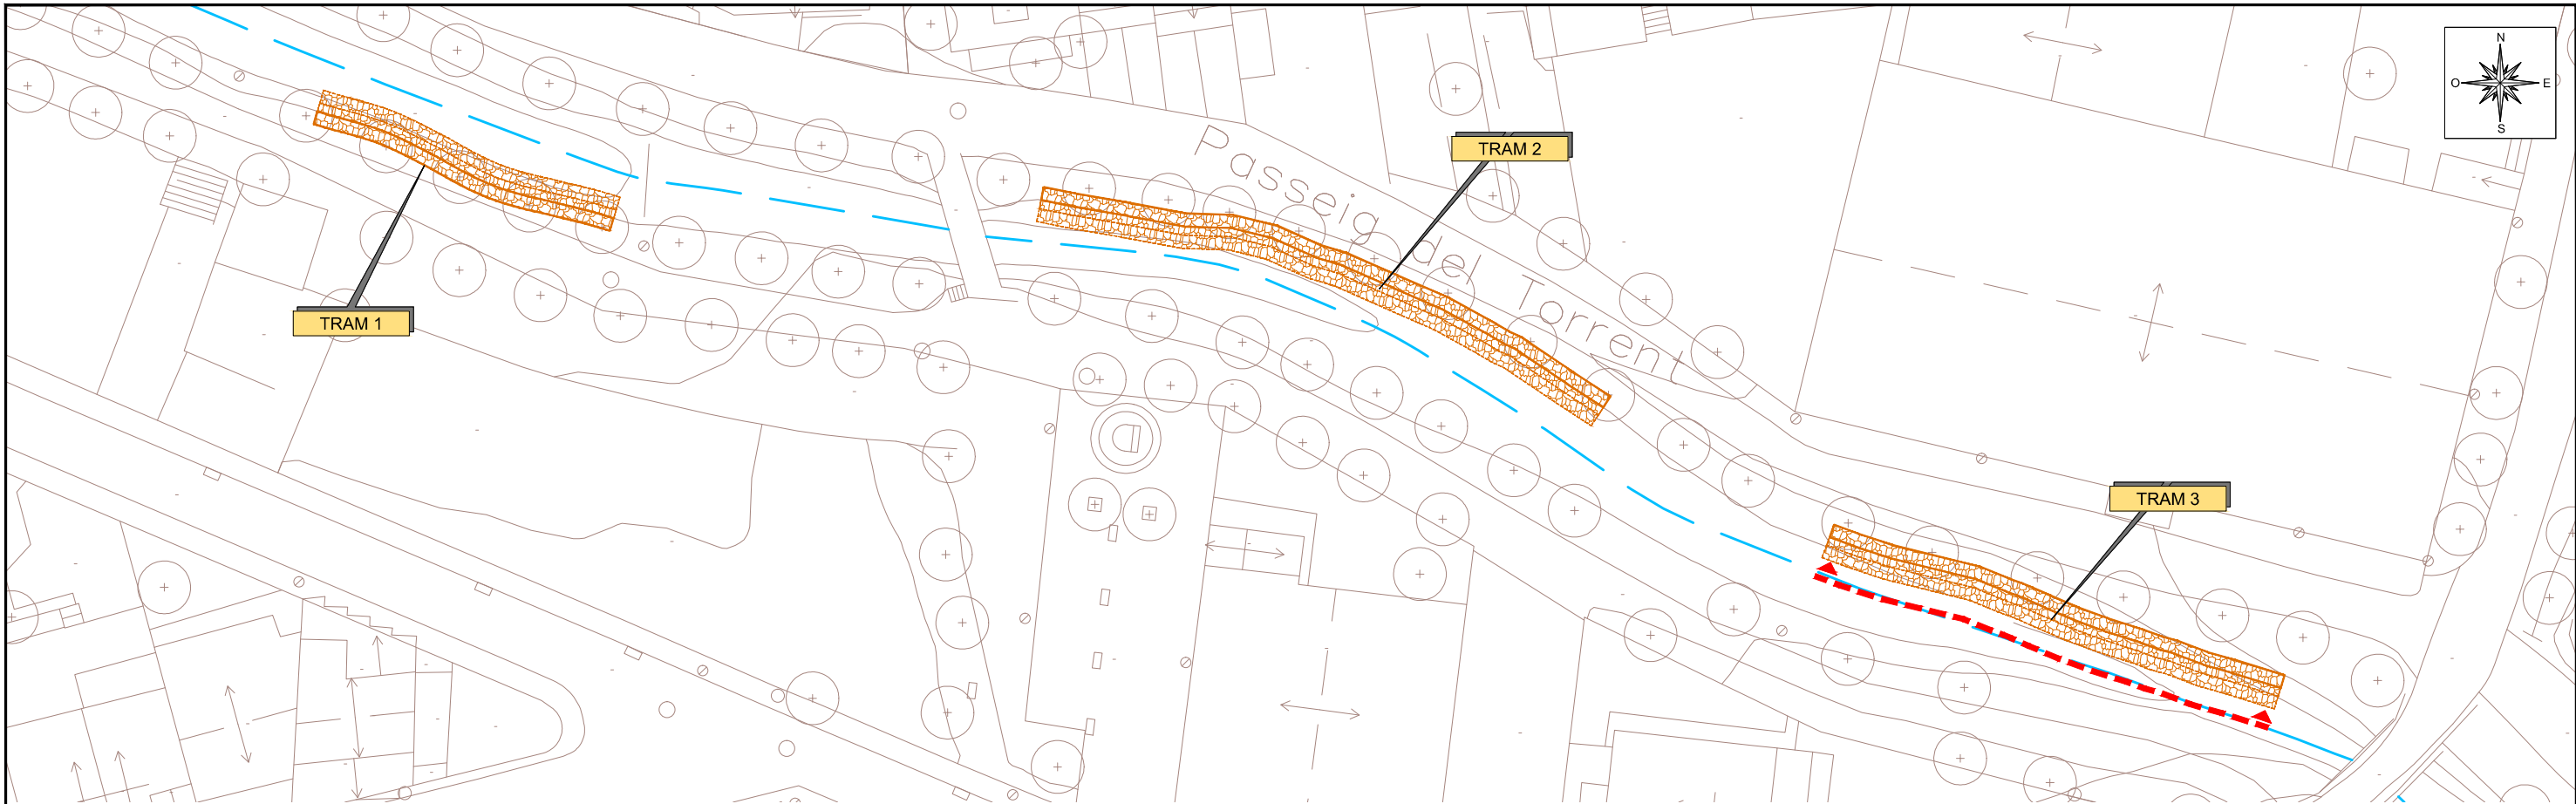 N
O E
S
TRAM 2
Passeig del Torrent
TRAM 1
TRAM 3